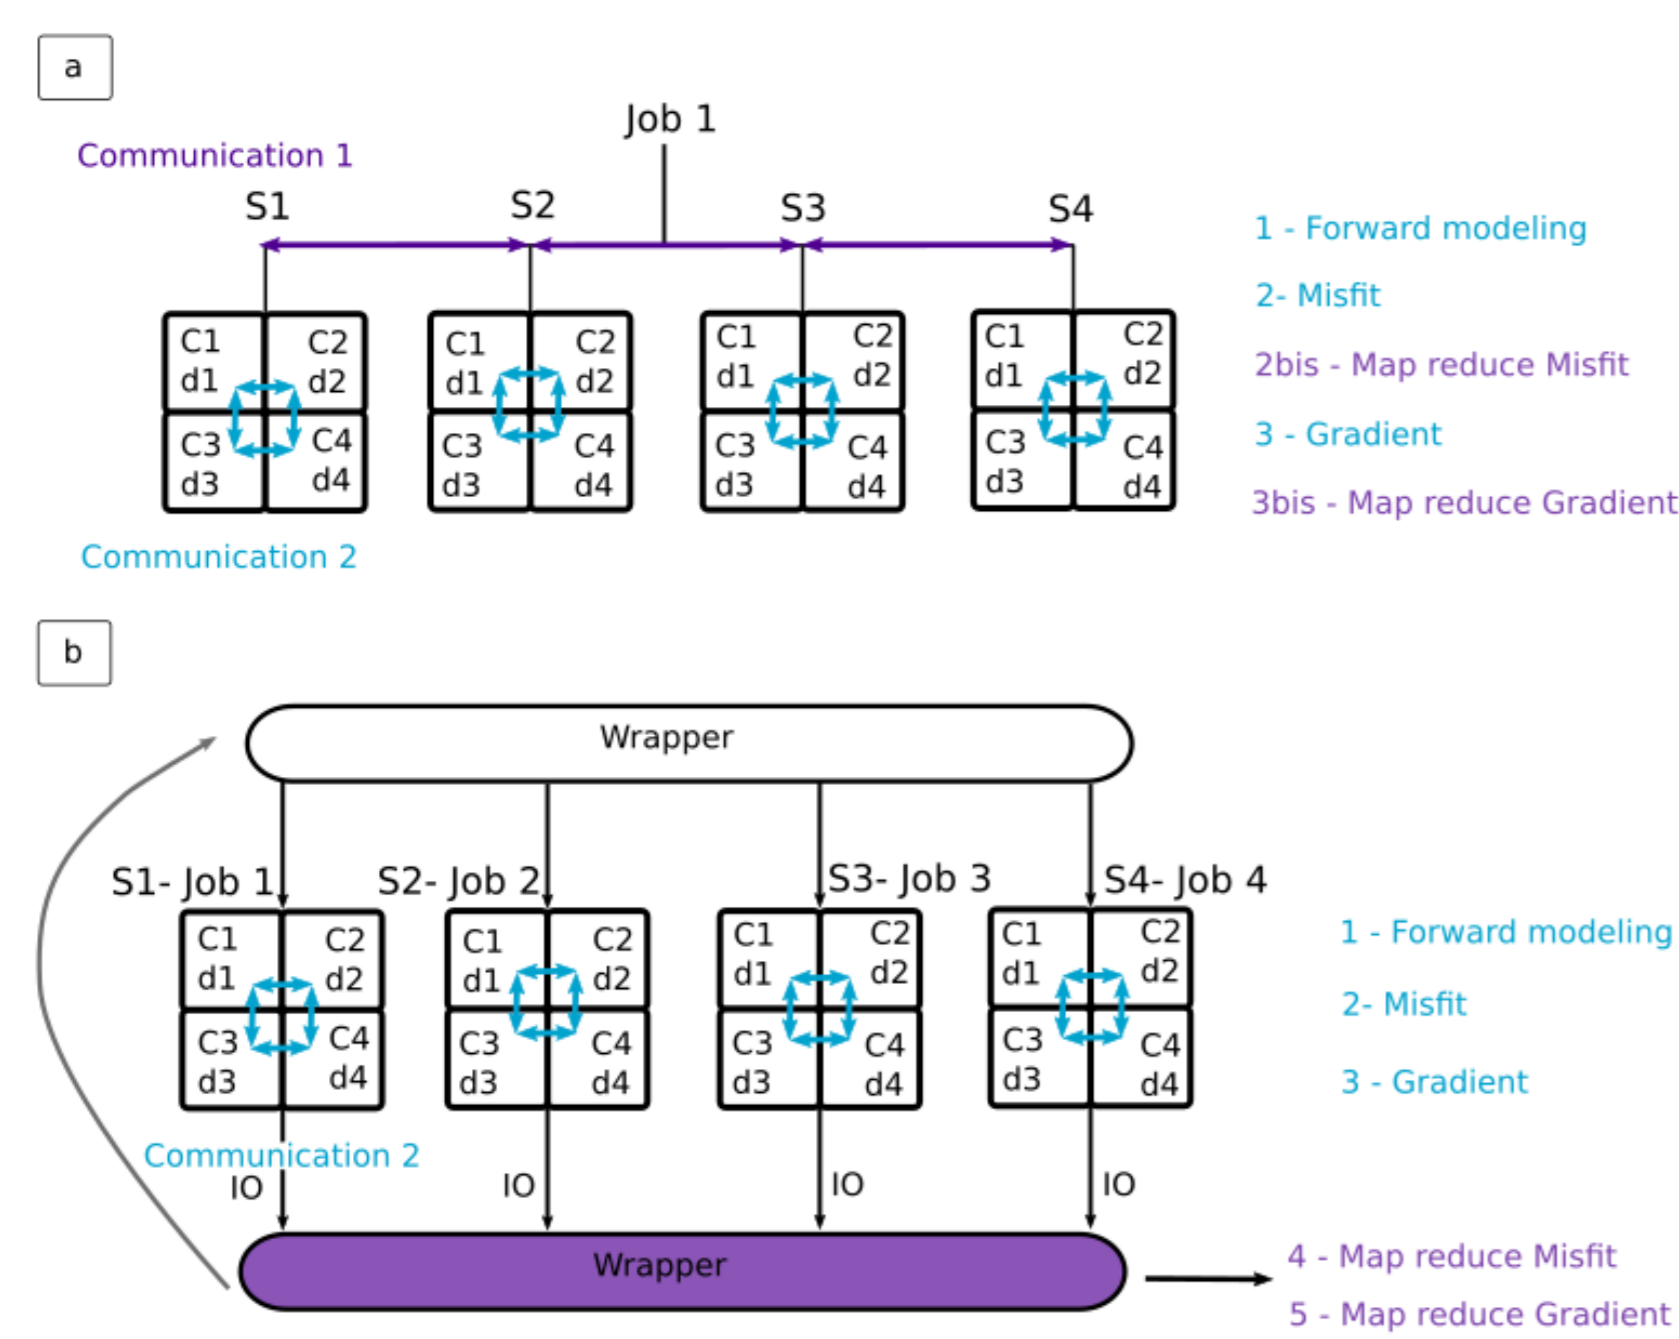 a
Job 1
Communication 1
S1 S2 S3 S4
1 - Forward modeling
2- Misfit
2bis - Map reduce Misfit
3 - Gradient
3bis - Map reduce Gradient
C1 C2 C1 C2 C1 C2 C1 C2
d1 d2 d1 d2 d1 d2 d1 d2
C3 C4 C3 C4 C3 C4 C3 C4
d3 d4 d3 d4 d3 d4 d3 d4
Communication 2
b
Wrapper
S1- Job 1 S2- Job 2 S3- Job 3 S4- Job 4
C1 C2 C1 C2 C1 C2 C1 C2
d1 d2 d1 d2 d1 d2 d1 d2
C3 C4 C3 C4 C3 C4 C3 C4
d3 d4 d3 d4 d3 d4 d3 d4
1 - Forward modeling
2- Misfit
3 - Gradient
Communication 2
IO IO IO IO
Wrapper
4 - Map reduce Misfit
5 - Map reduce Gradient